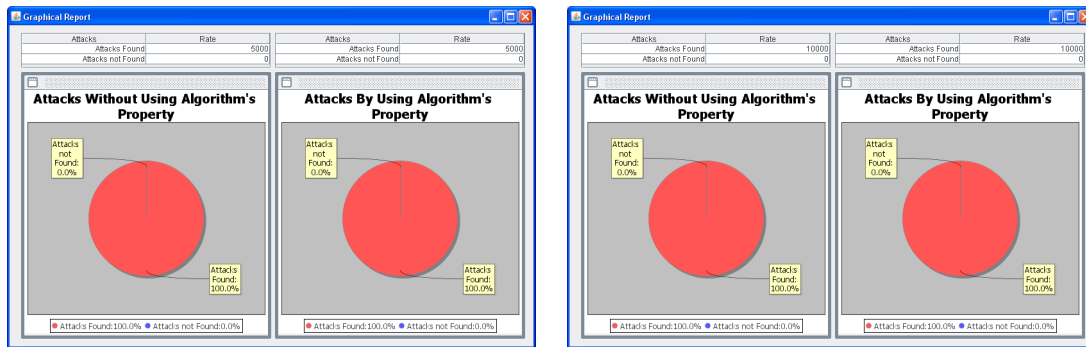 Graphical Report
Attacks Rate
Attacks Found 5000
Attacks not Found 0
Attacks Rate
Attacks Found 5000
Attacks not Found 0
Attacks Without Using Algorithm's
Property
Attacks
not
Found:
0.0%
Attacks
Found:
100.0%
Attacks Found:100.0% Attacks not Found:0.0%
Attacks By Using Algorithm's
Property
Attacks
not
Found:
0.0%
Attacks
Found:
100.0%
Attacks Found:100.0% Attacks not Found:0.0%
Graphical Report
Attacks Rate
Attacks Found 10000
Attacks not Found 0
Attacks Rate
Attacks Found 10000
Attacks not Found 0
Attacks Without Using Algorithm's
Property
Attacks
not
Found:
0.0%
Attacks
Found:
100.0%
Attacks Found:100.0% Attacks not Found:0.0%
Attacks By Using Algorithm's
Property
Attacks
not
Found:
0.0%
Attacks
Found:
100.0%
Attacks Found:100.0% Attacks not Found:0.0%